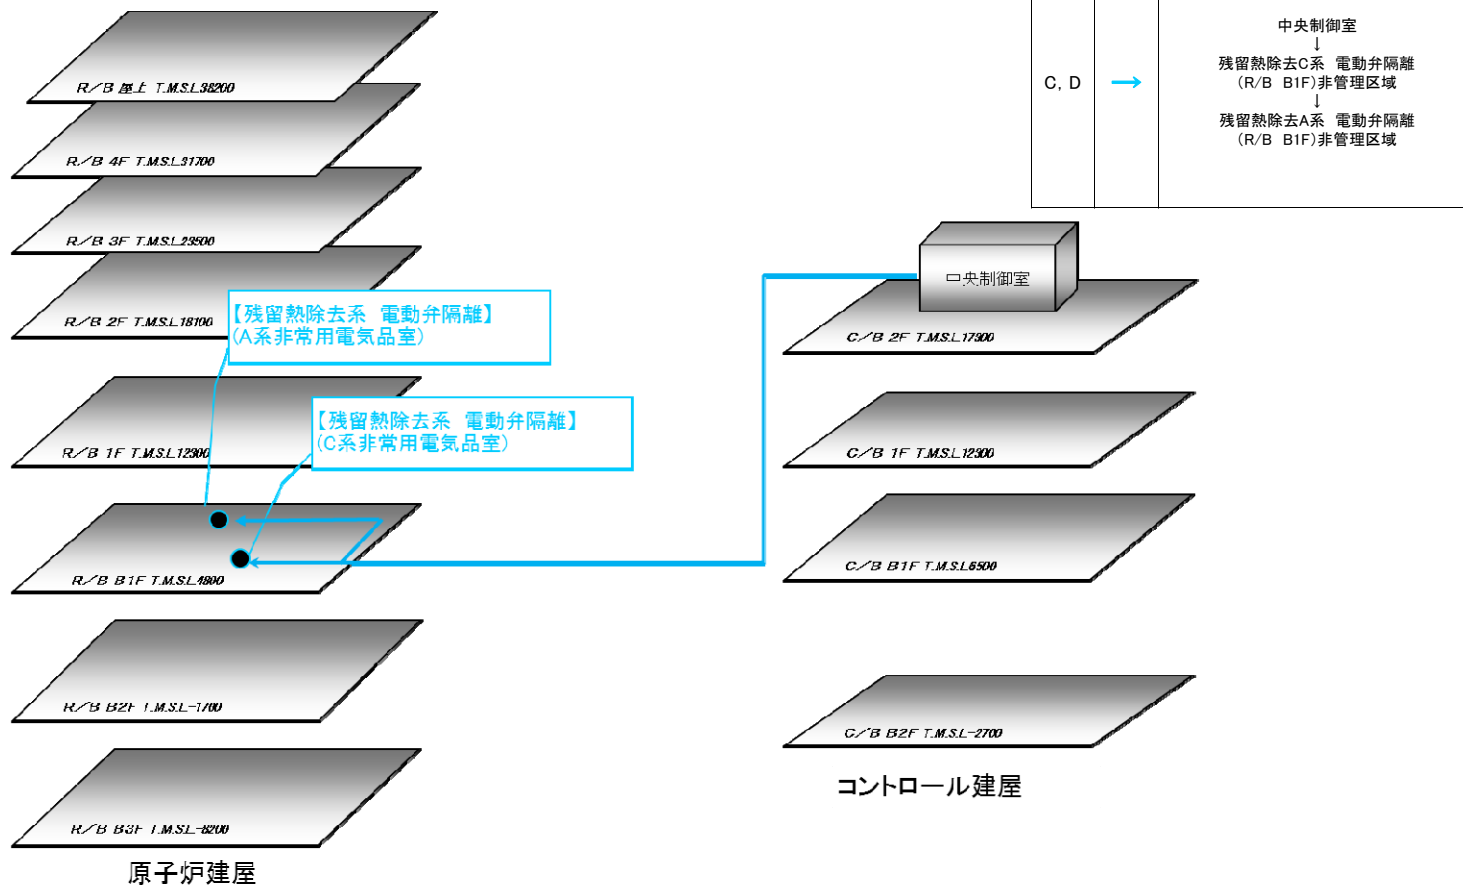 中央制御室
↓
残留熱除去C系 電動弁隔離
(R/B B1F)非管理区域
↓
残留熱除去A系 電動弁隔離
(R/B B1F)非管理区域
C, D
→
R/B 屋上 T.M.S.L.38200
R/B 4F T.M.S.L.31700
R/B 3F T.M.S.L.23500
R/B 2F T.M.S.L.18100
【残留熱除去系 電動弁隔離】
(A系非常用電気品室)
R/B 1F T.M.S.L.12300
【残留熱除去系 電動弁隔離】
(C系非常用電気品室)
R/B B1F T.M.S.L.4800
R/B B2F T.M.S.L-1700
R/B B3F T.M.S.L-8200
原子炉建屋
中央制御室
C/B 2F T.M.S.L.17300
C/B 1F T.M.S.L.12300
C/B B1F T.M.S.L.6500
C/B B2F T.M.S.L-2700
コントロール建屋